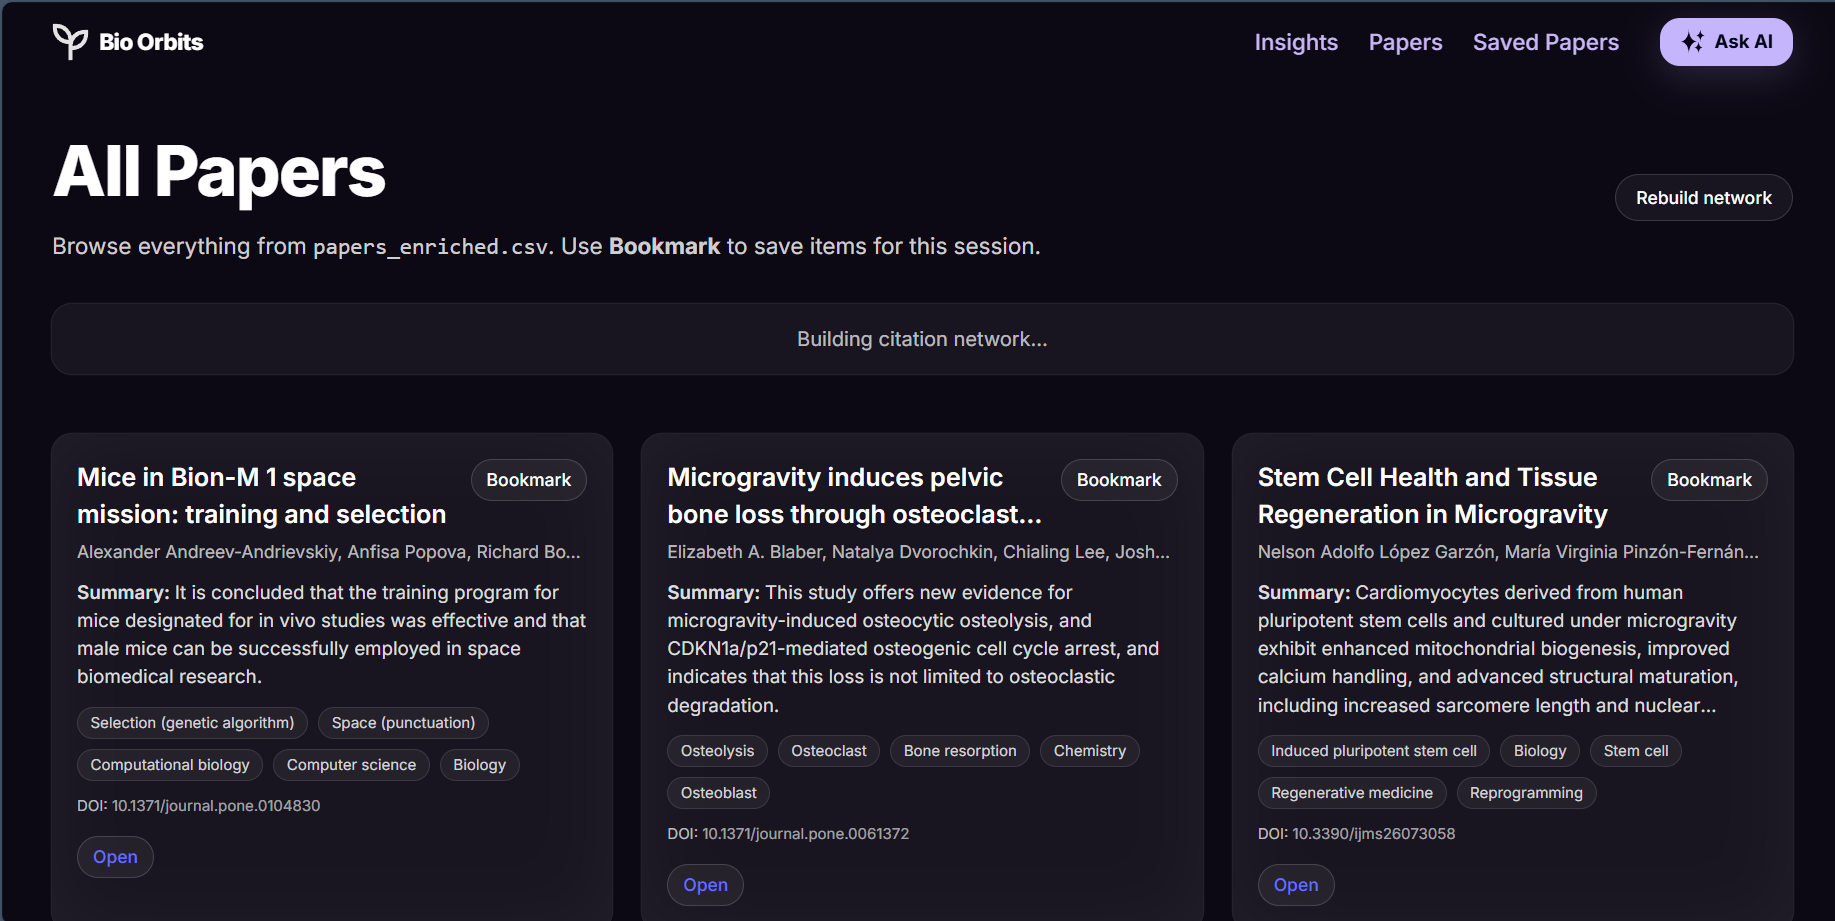 Bio Orbits
Insights
Papers
Saved Papers
Ask AI
All Papers
Rebuild network
Browse everything from papers_enriched.csv. Use Bookmark to save items for this session.
Building citation network...
Mice in Bion-M 1 space
mission: training and selection
Bookmark
Alexander Andreev-Andrievskiy, Anfisa Popova, Richard Bo...
Summary: It is concluded that the training program for
mice designated for in vivo studies was effective and that
male mice can be successfully employed in space
biomedical research.
Selection (genetic algorithm)
Space (punctuation)
Computational biology
Computer science
Biology
DOI: 10.1371/journal.pone.0104830
Open
Microgravity induces pelvic
bone loss through osteoclast...
Bookmark
Elizabeth A. Blaber, Natalya Dvorochkin, Chialing Lee, Josh...
Summary: This study offers new evidence for
microgravity-induced osteocytic osteolysis, and
CDKN1a/p21-mediated osteogenic cell cycle arrest, and
indicates that this loss is not limited to osteoclastic
degradation.
Osteolysis
Osteoclast
Bone resorption
Chemistry
Osteoblast
DOI: 10.1371/journal.pone.0061372
Open
Stem Cell Health and Tissue
Regeneration in Microgravity
Bookmark
Nelson Adolfo López Garzón, María Virginia Pinzón-Fernán...
Summary: Cardiomyocytes derived from human
pluripotent stem cells and cultured under microgravity
exhibit enhanced mitochondrial biogenesis, improved
calcium handling, and advanced structural maturation,
including increased sarcomere length and nuclear...
Induced pluripotent stem cell
Biology
Stem cell
Regenerative medicine
Reprogramming
DOI: 10.3390/ijms26073058
Open